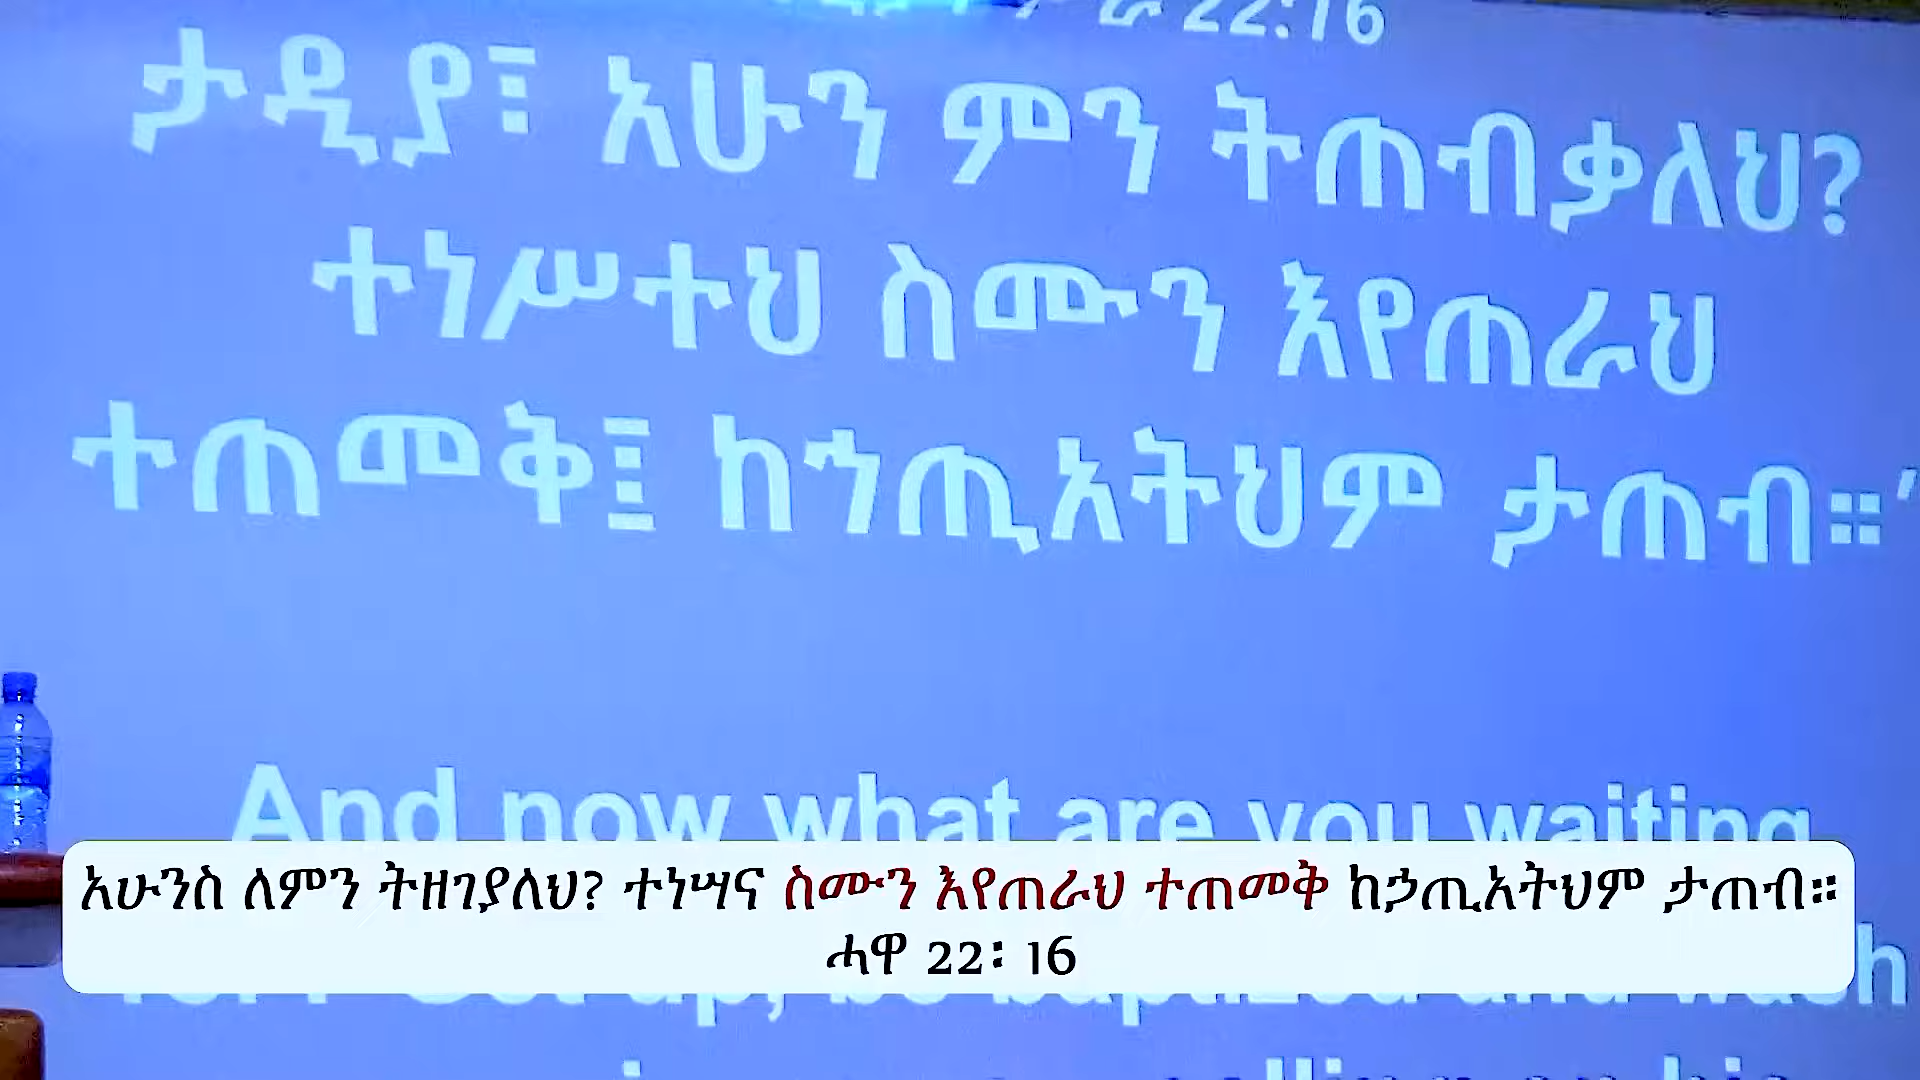 22:16
ታዲያ፤ አሁን ምን ትጠብቃለህ?
ተነሥተህ ስሙን እየጠራህ
ተጠመቅ፤ ከኀጢአትህም ታጠብ።’
And now what are you waiting
አሁንስ ለምን ትዘገያለህ? ተነሣና ስሙን እየጠራህ ተጠመቅ ከኃጢአትህም ታጠብ።
ሓዋ 22፡ 16